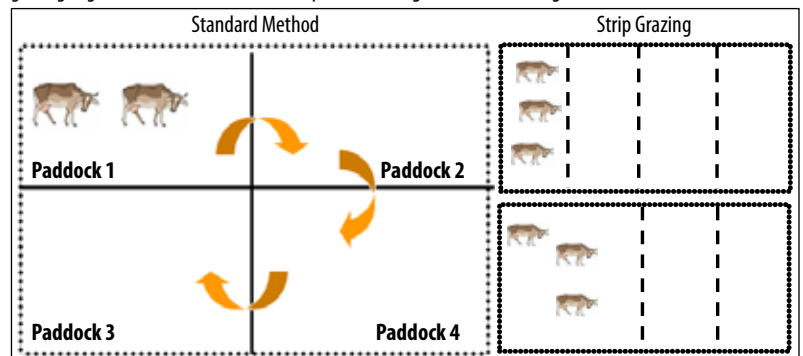 Standard Method
Strip Grazing
Paddock 1
Paddock 2
Paddock 3
Paddock 4